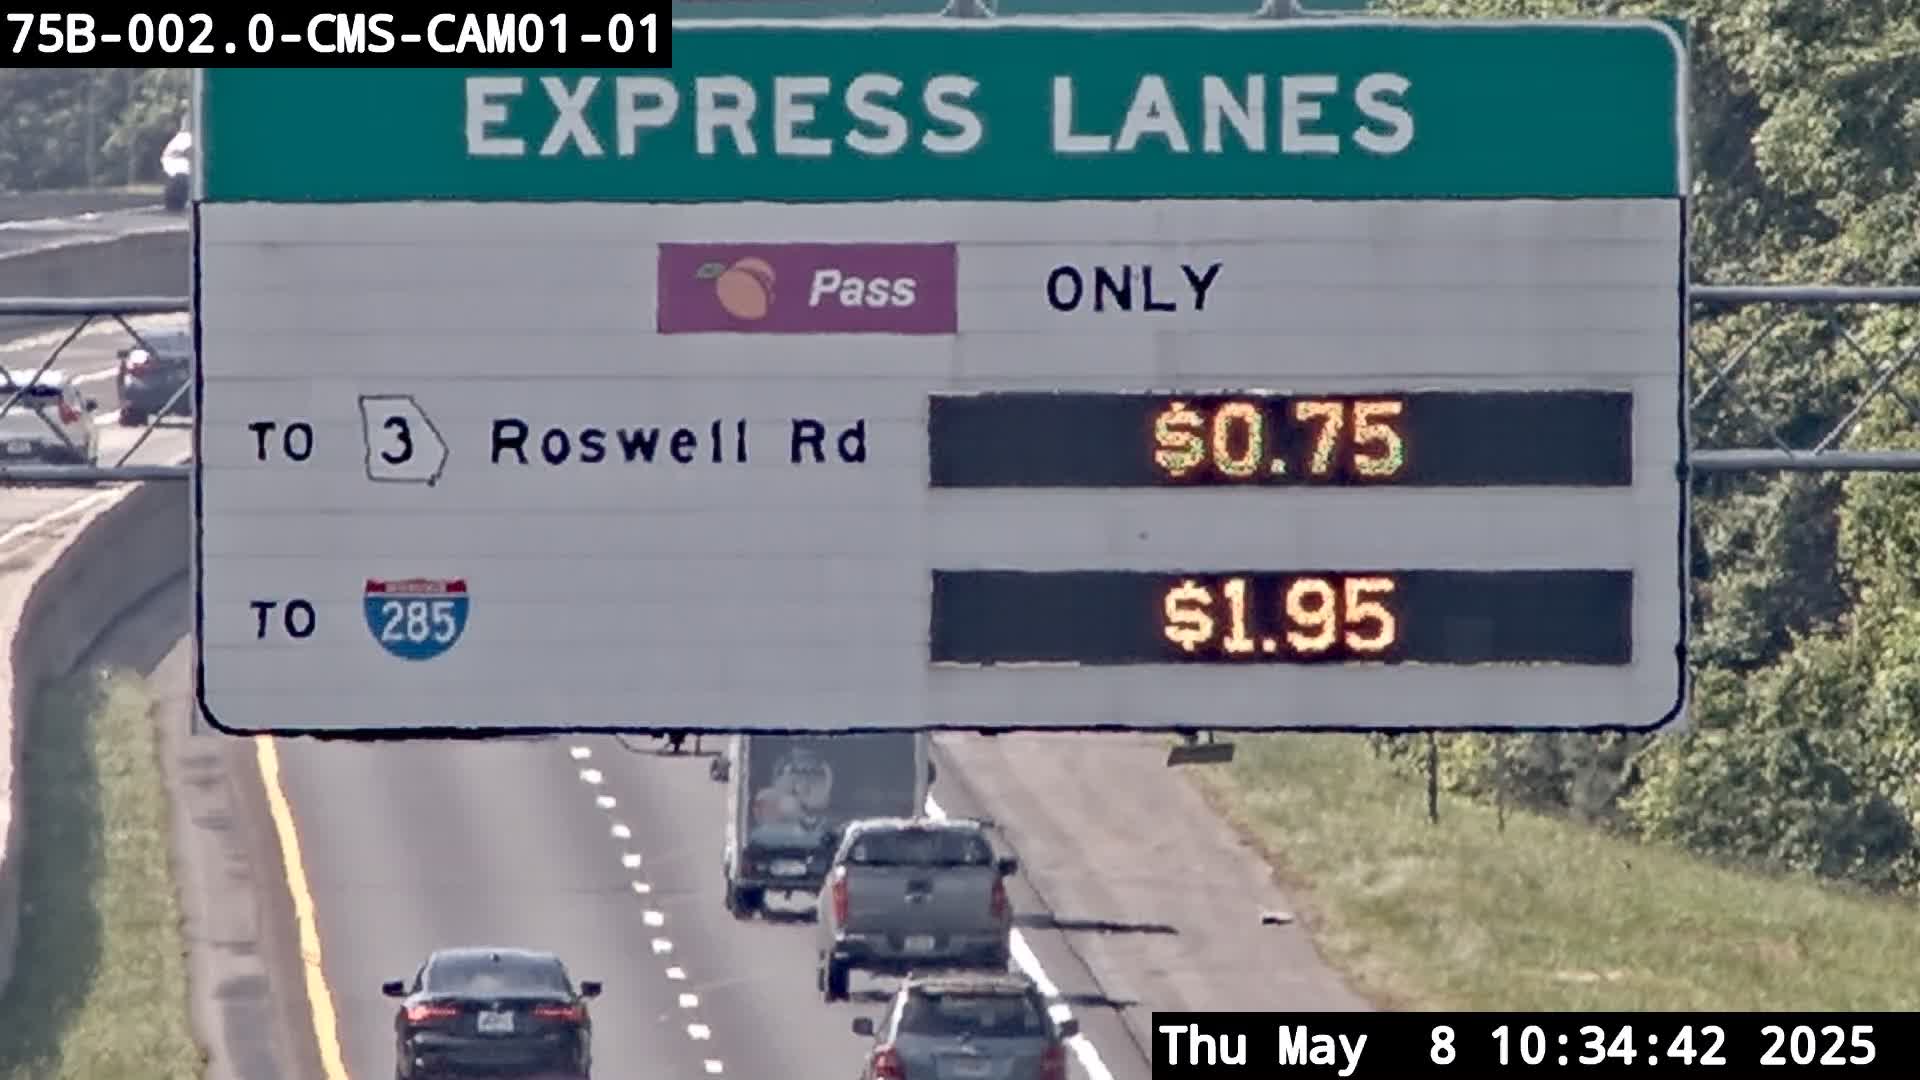 75B-002.0-CMS-CAM01-01
EXPRESS LANES
Pass ONLY
TO 3 Roswell Rd $0.75
TO 285 $1.95
Thu May 8 10:34:42 2025